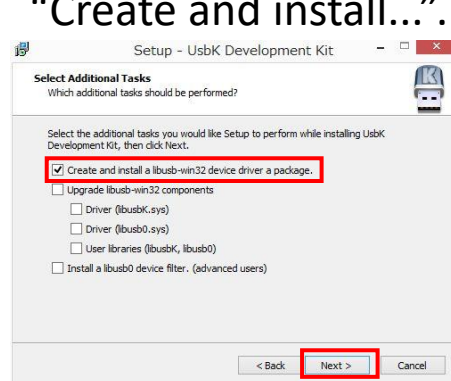 “Create and install...”.
Setup - UsbK Development Kit
Select Additional Tasks
Which additional tasks should be performed?
K
Select the additional tasks you would like Setup to perform while installing UsbK
Development Kit, then click Next.
Create and install a libusb-win32 device driver a package.
Upgrade libusb-win32 components
Driver (libusbK.sys)
Driver (libusb0.sys)
User libraries (libusbK, libusb0)
Install a libusb0 device filter. (advanced users)
< Back Next > Cancel